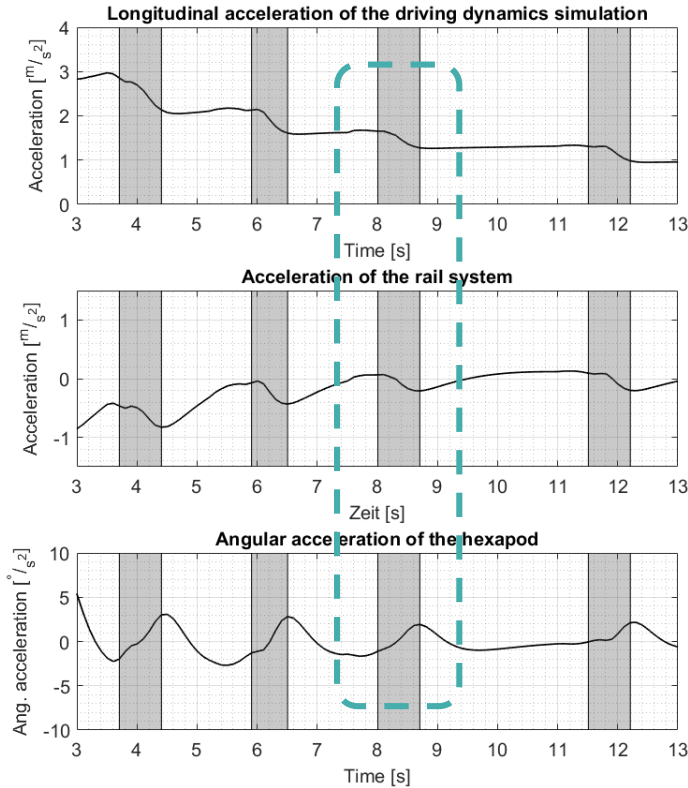 Longitudinal acceleration of the driving dynamics simulation
Acceleration [m/s2]
4
3
2
1
0
3 4 5 6 7 8 9 10 11 12 13
Time [s]
Acceleration of the rail system
Acceleration [m/s2]
1
0
-1
3 4 5 6 7 8 9 10 11 12 13
Zeit [s]
Angular acceleration of the hexapod
Ang. acceleration [°/s2]
10
5
0
-5
-10
3 4 5 6 7 8 9 10 11 12 13
Time [s]